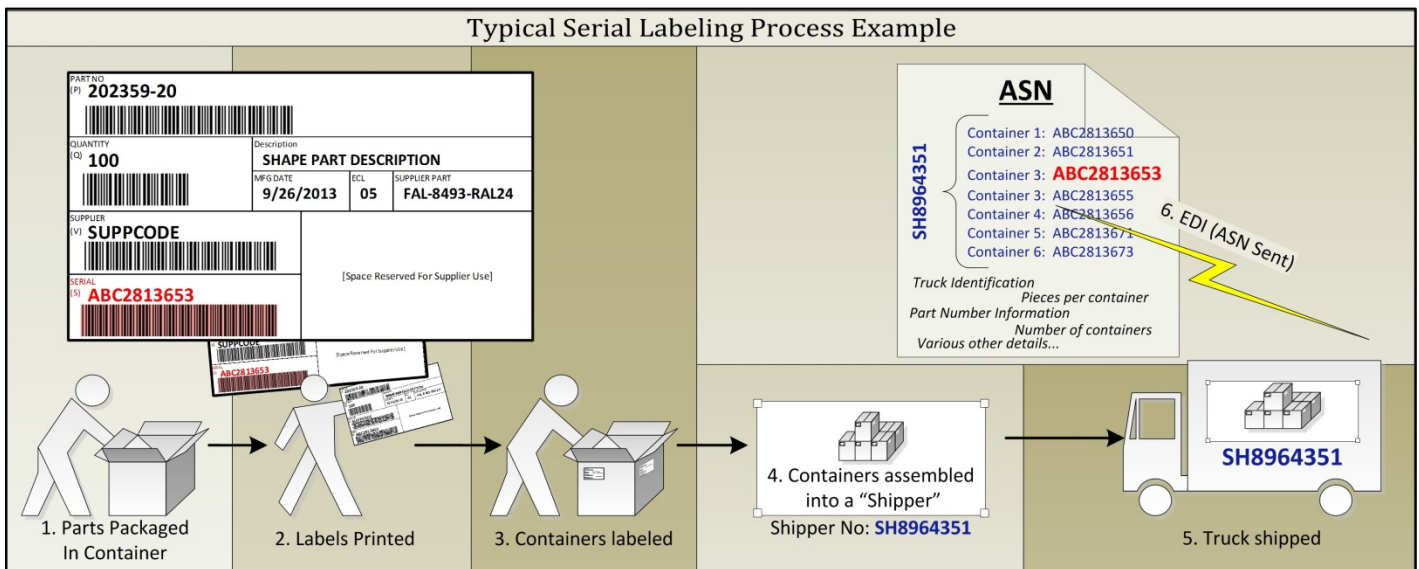 Typical Serial Labeling Process Example
PART NO
(P) 202359-20
QUANTITY
(Q) 100
Description
SHAPE PART DESCRIPTION
MFG DATE
9/26/2013
ECL
05
SUPPLIER PART
FAL-8493-RAL24
SUPPLIER
(V) SUPPCODE
SERIAL
(S) ABC2813653
[Space Reserved For Supplier Use]
SUPPCODE
[Space Reserved For Supplier Use]
ABC2813653
ASN
SH8964351
Container 1: ABC2813650
Container 2: ABC2813651
Container 3: ABC2813653
Container 3: ABC2813655
Container 4: ABC2813656
Container 5: ABC2813671
Container 6: ABC2813673
Truck Identification
Pieces per container
Part Number Information
Number of containers
Various other details...
6. EDI (ASN Sent)
1. Parts Packaged
In Container
2. Labels Printed
3. Containers labeled
4. Containers assembled
into a “Shipper”
Shipper No: SH8964351
SH8964351
5. Truck shipped